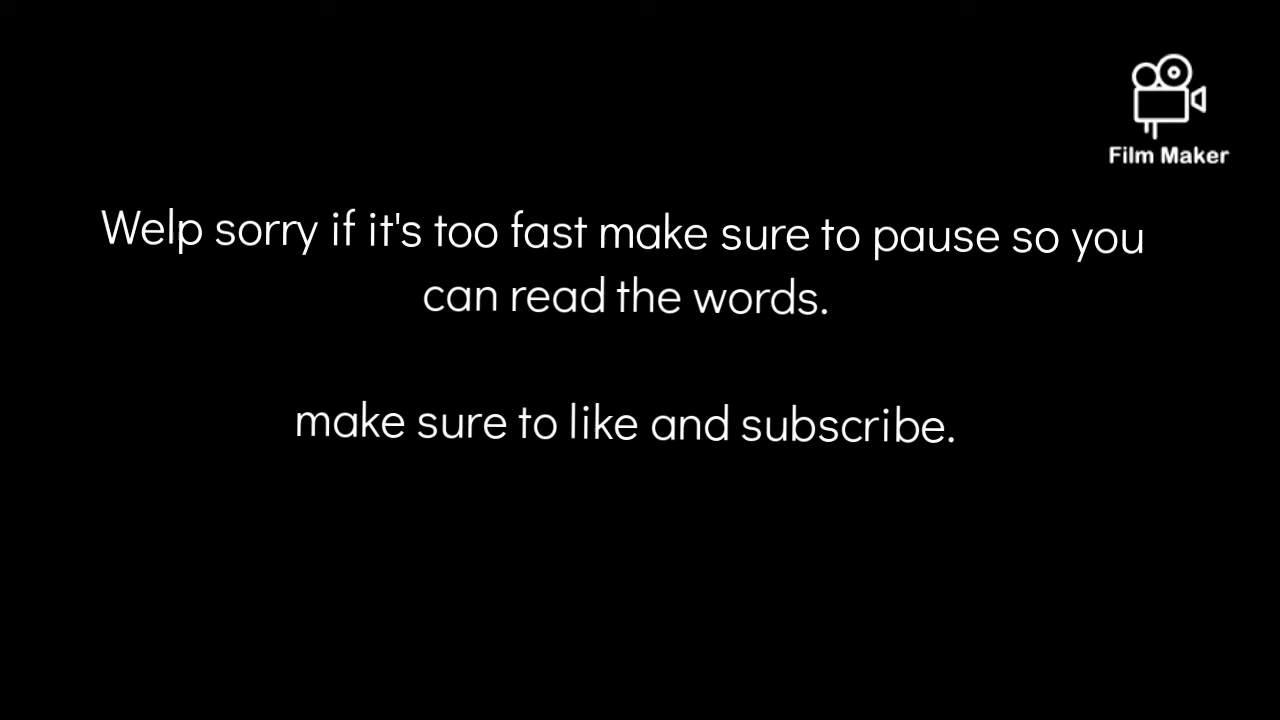 Film Maker
Welp sorry if it's too fast make sure to pause so you
can read the words.
make sure to like and subscribe.